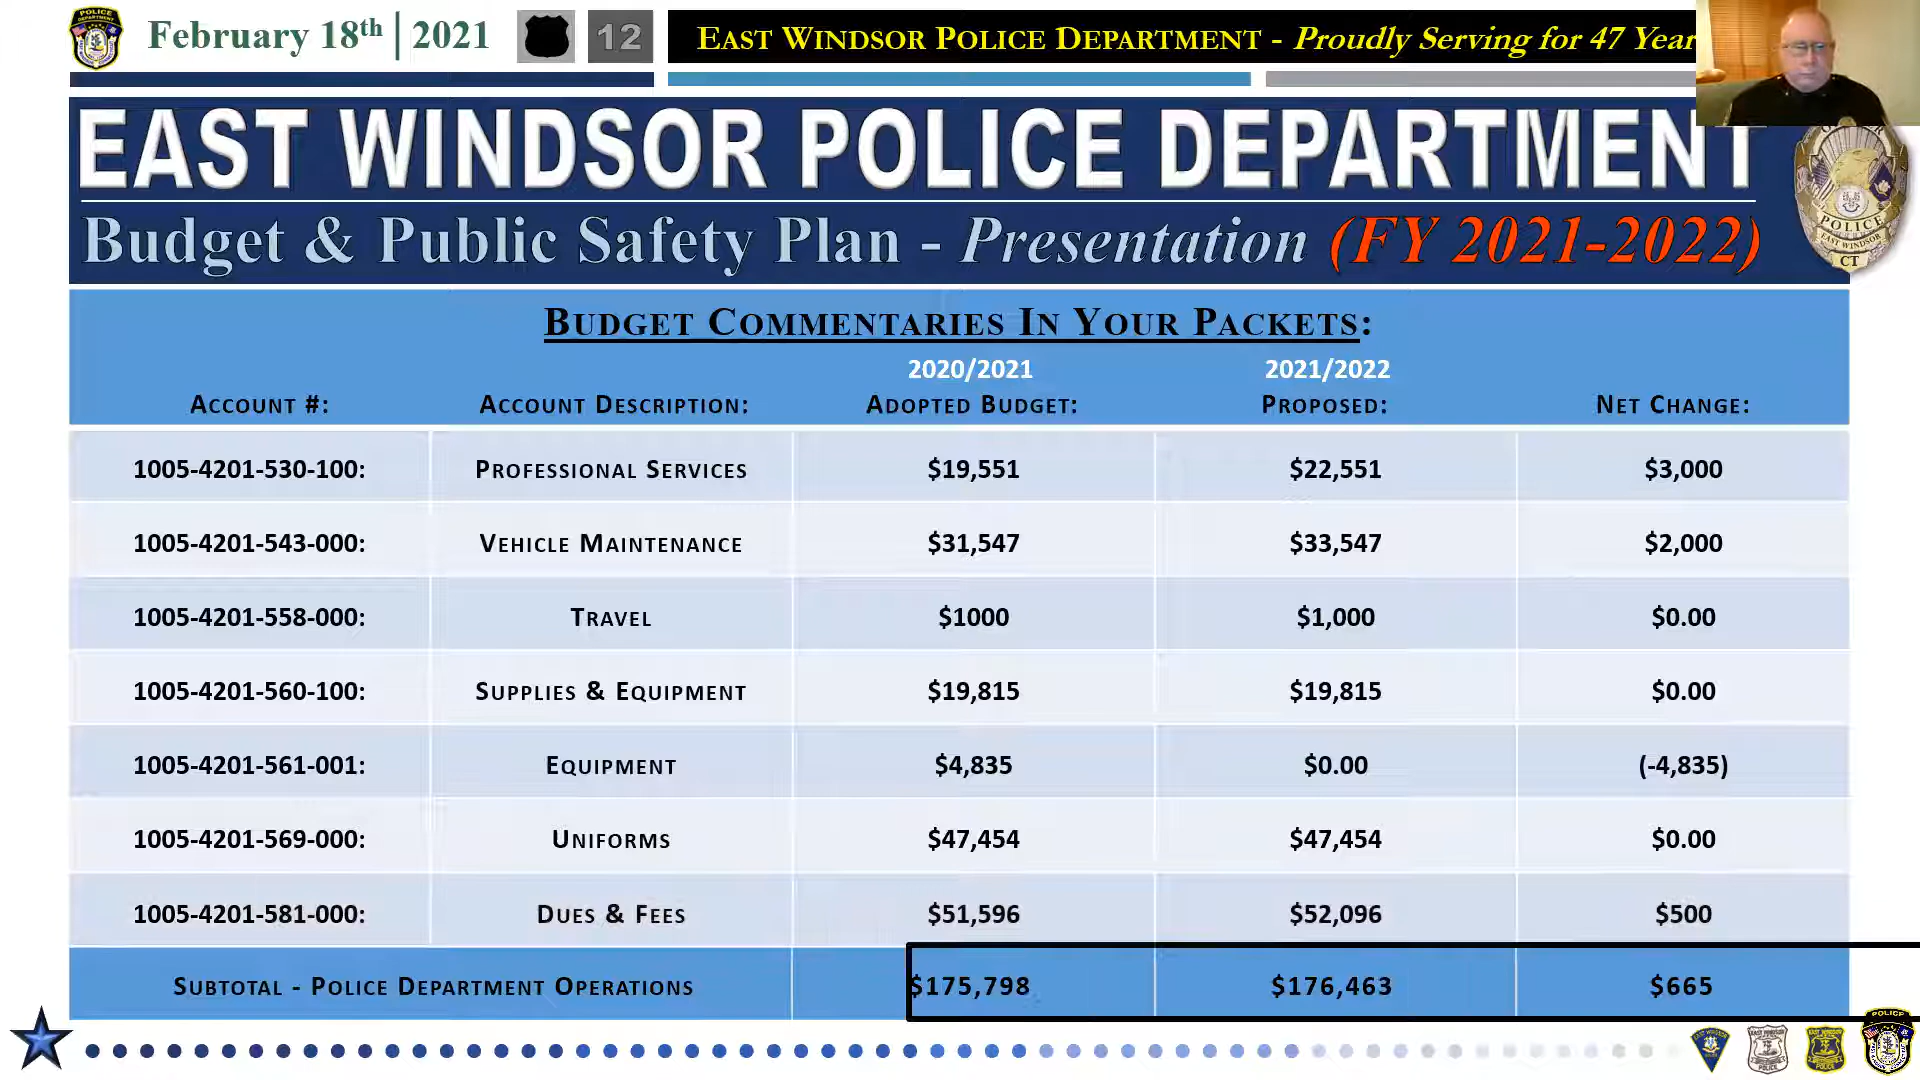 February 18th | 2021
12
EAST WINDSOR POLICE DEPARTMENT - Proudly Serving for 47 Year
EAST WINDSOR POLICE DEPARTMENT
Budget & Public Safety Plan - Presentation (FY 2021-2022)
POLICE
EAST WINDSOR
CT
BUDGET COMMENTARIES IN YOUR PACKETS:
2020/2021 2021/2022
ACCOUNT #: ACCOUNT DESCRIPTION: ADOPTED BUDGET: PROPOSED: NET CHANGE:
1005-4201-530-100: PROFESSIONAL SERVICES $19,551 $22,551 $3,000
1005-4201-543-000: VEHICLE MAINTENANCE $31,547 $33,547 $2,000
1005-4201-558-000: TRAVEL $1000 $1,000 $0.00
1005-4201-560-100: SUPPLIES & EQUIPMENT $19,815 $19,815 $0.00
1005-4201-561-001: EQUIPMENT $4,835 $0.00 (-4,835)
1005-4201-569-000: UNIFORMS $47,454 $47,454 $0.00
1005-4201-581-000: DUES & FEES $51,596 $52,096 $500
SUBTOTAL - POLICE DEPARTMENT OPERATIONS $175,798 $176,463 $665
POLICE